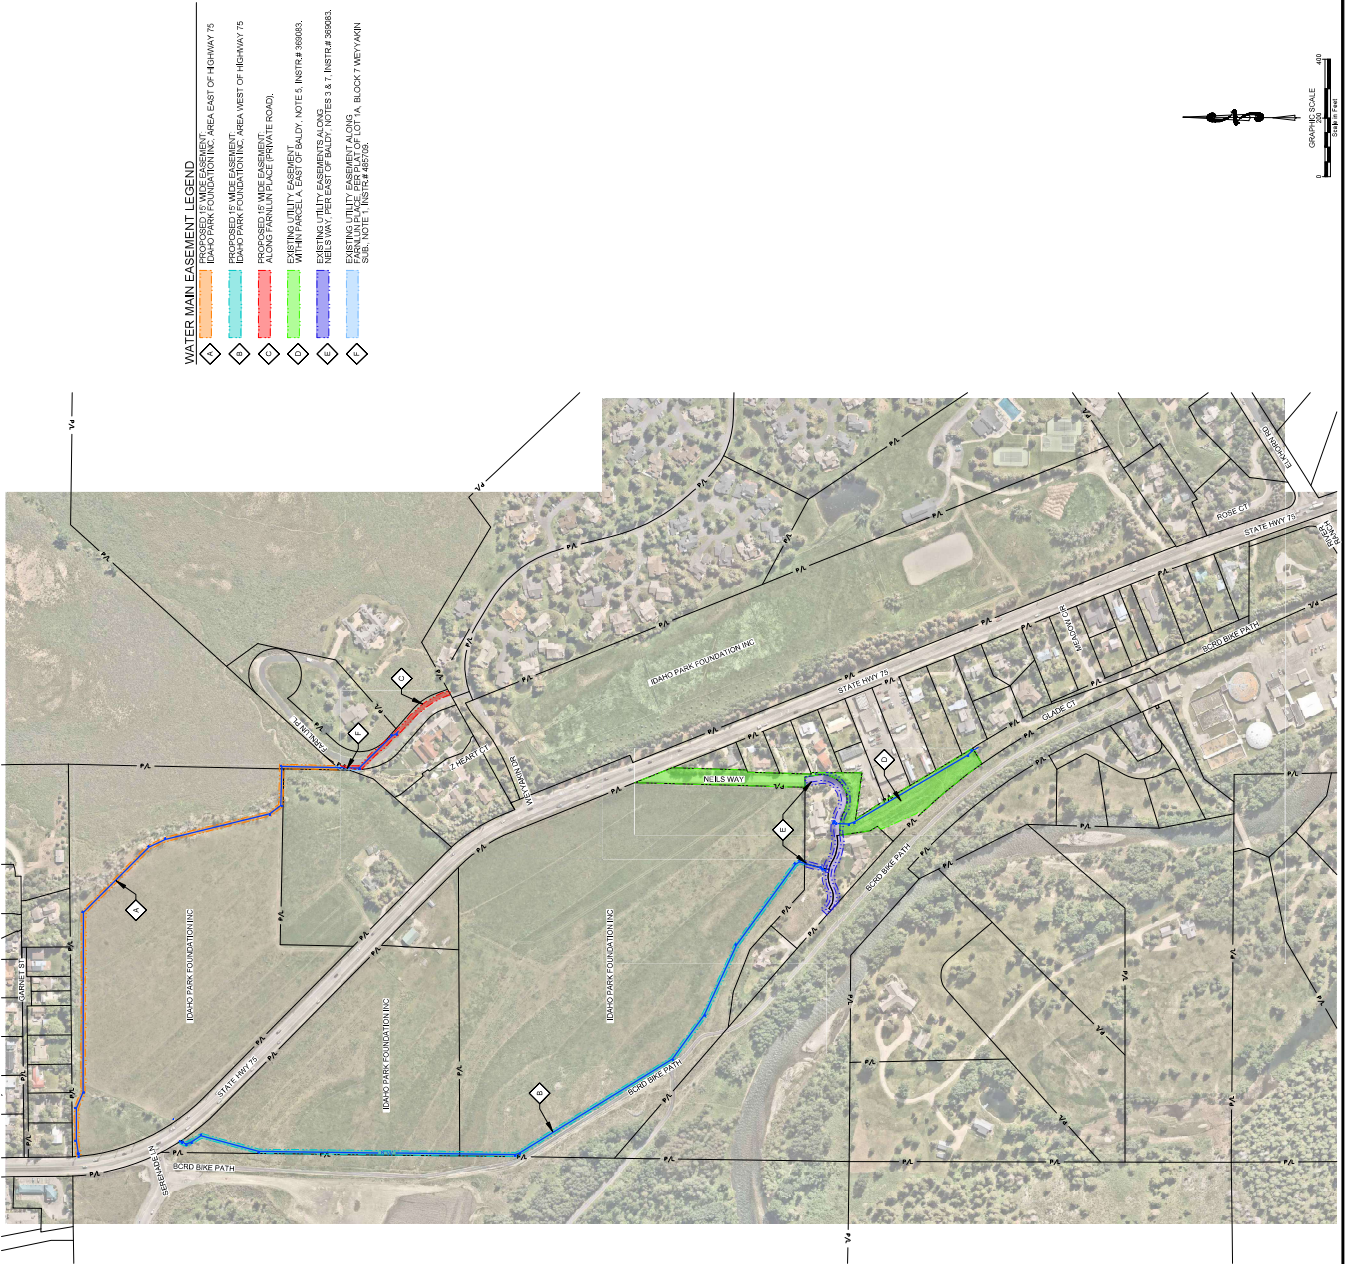 WATER MAIN EASEMENT LEGEND
A
PROPOSED 15' WIDE EASEMENT:
IDAHO PARK FOUNDATION INC. AREA EAST OF HIGHWAY 75
B
PROPOSED 15' WIDE EASEMENT:
IDAHO PARK FOUNDATION INC. AREA WEST OF HIGHWAY 75
C
PROPOSED 15' WIDE EASEMENT:
ALONG FARNLUN PLACE (PRIVATE ROAD).
D
EXISTING UTILITY EASEMENT
WITHIN PARCEL A, EAST OF BALDY, NOTE 5, INSTR.# 369083.
E
EXISTING UTILITY EASEMENTS ALONG
NEILS WAY, PER EAST OF BALDY, NOTES 3 & 7, INSTR.# 369083.
F
EXISTING UTILITY EASEMENT ALONG
FARNLUN PLACE, PER PLAT OF LOT 1A, BLOCK 7 WEYYAKIN
SUB., NOTE 1, INSTR.# 485709.
GRAPHIC SCALE
0
200
400
Scale in Feet
ELKHORN RD
ROSE CT
STATE HWY 75
RIVER
RANCH
MEADOW CIR
BCRD BIKE PATH
IDAHO PARK FOUNDATION INC
STATE HWY 75
GLADE CT
C
F
FARNLUN PL
Z HEART CT
WEYYAKIN DR
NEILS WAY
D
E
BCRD BIKE PATH
A
GARNET ST
IDAHO PARK FOUNDATION INC
IDAHO PARK FOUNDATION INC
IDAHO PARK FOUNDATION INC
STATE HWY 75
B
BCRD BIKE PATH
SERENADE LN
BCRD BIKE PATH
P/L
P/L
P/L
P/L
P/L
P/L
P/L
P/L
P/L
P/L